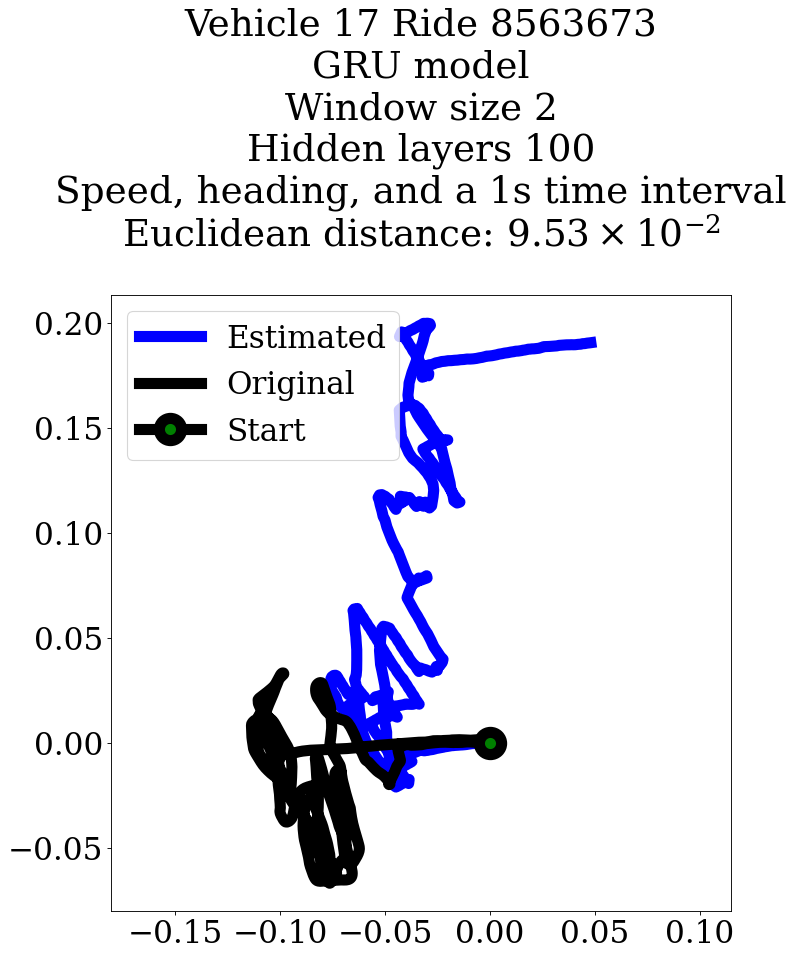 Vehicle 17 Ride 8563673
GRU model
Window size 2
Hidden layers 100
Speed, heading, and a 1s time interval
Euclidean distance: 9.53 × 10⁻²
Estimated
Original
Start
0.20
0.15
0.10
0.05
0.00
−0.05
−0.15 −0.10 −0.05 0.00 0.05 0.10